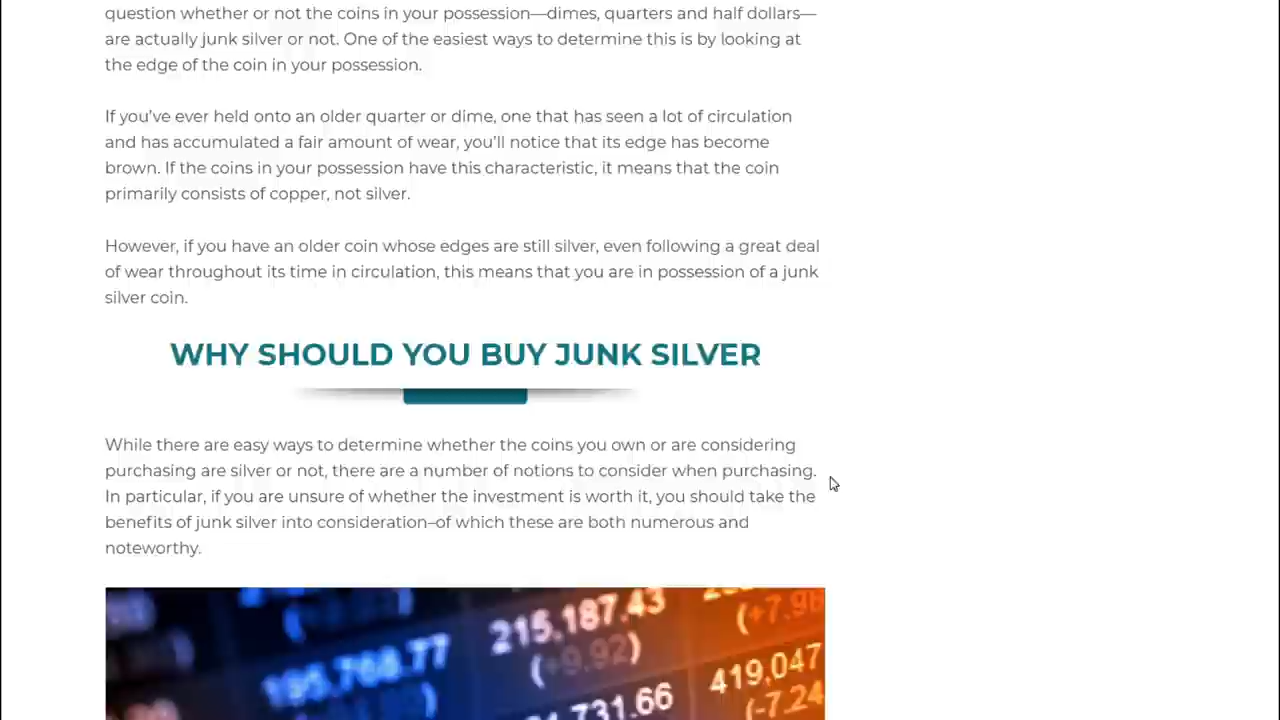 question whether or not the coins in your possession—dimes, quarters and half dollars—
are actually junk silver or not. One of the easiest ways to determine this is by looking at
the edge of the coin in your possession.
If you've ever held onto an older quarter or dime, one that has seen a lot of circulation
and has accumulated a fair amount of wear, you'll notice that its edge has become
brown. If the coins in your possession have this characteristic, it means that the coin
primarily consists of copper, not silver.
However, if you have an older coin whose edges are still silver, even following a great deal
of wear throughout its time in circulation, this means that you are in possession of a junk
silver coin.
WHY SHOULD YOU BUY JUNK SILVER
While there are easy ways to determine whether the coins you own or are considering
purchasing are silver or not, there are a number of notions to consider when purchasing.
In particular, if you are unsure of whether the investment is worth it, you should take the
benefits of junk silver into consideration–of which these are both numerous and
noteworthy.
215,187.43
(+7.98
(+9.92)
419,047
731.66
(-7.24